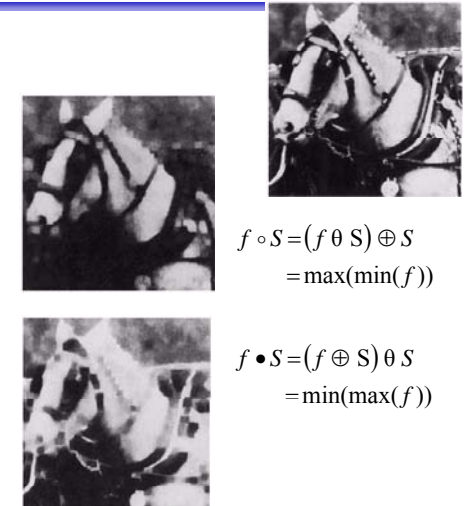 f ∘ S = (f θ S) ⊕ S
= max(min(f))
f • S = (f ⊕ S) θ S
= min(max(f))